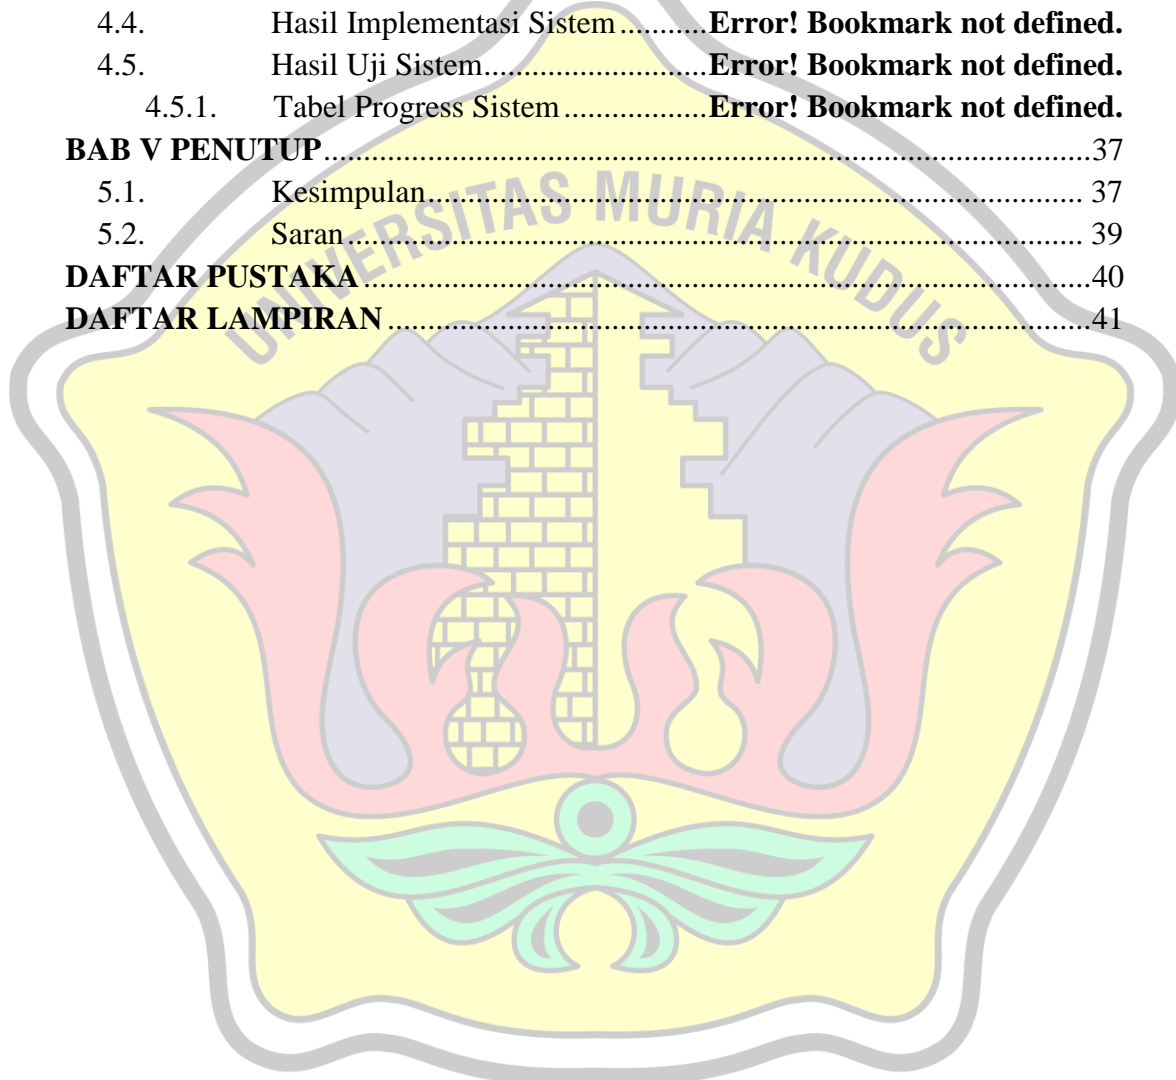 4.4. Hasil Implementasi Sistem...........Error! Bookmark not defined.
4.5. Hasil Uji Sistem............................Error! Bookmark not defined.
4.5.1. Tabel Progress Sistem..................Error! Bookmark not defined.
BAB V PENUTUP................................................................................................37
5.1. Kesimpulan.................................................................................. 37
5.2. Saran............................................................................................ 39
DAFTAR PUSTAKA...........................................................................................40
DAFTAR LAMPIRAN........................................................................................41
UNIVERSITAS MURIA KUDUS